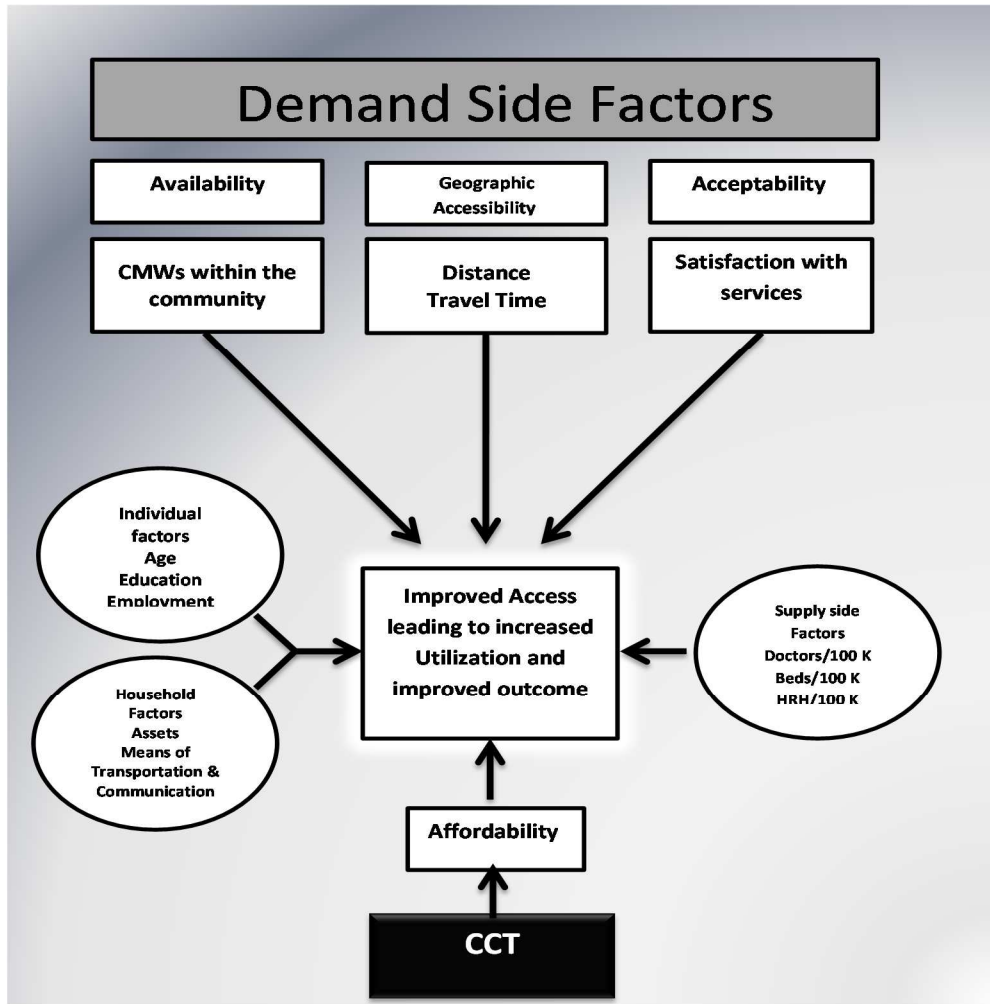 Demand Side Factors
Availability
Geographic
Accessibility
Acceptability
CMWs within the
community
Distance
Travel Time
Satisfaction with
services
Individual
factors
Age
Education
Employment
Household
Factors
Assets
Means of
Transportation &
Communication
Improved Access
leading to increased
Utilization and
improved outcome
Supply side
Factors
Doctors/100 K
Beds/100 K
HRH/100 K
Affordability
CCT